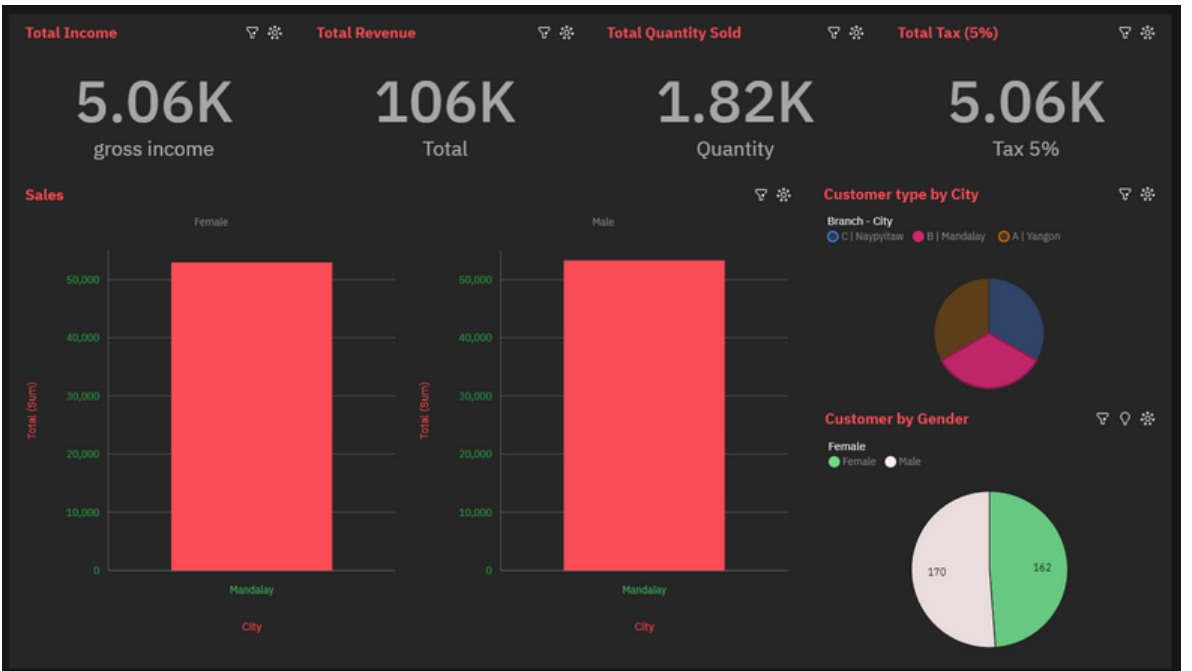 Total Income
Total Revenue
Total Quantity Sold
Total Tax (5%)
5.06K
gross income
106K
Total
1.82K
Quantity
5.06K
Tax 5%
Sales
Female
Total (Sum)
50,000
40,000
30,000
20,000
10,000
0
Mandalay
City
Male
Total (Sum)
50,000
40,000
30,000
20,000
10,000
0
Mandalay
City
Customer type by City
Branch - City
C | Naypyitaw B | Mandalay A | Yangon
Customer by Gender
Female
Female Male
170
162